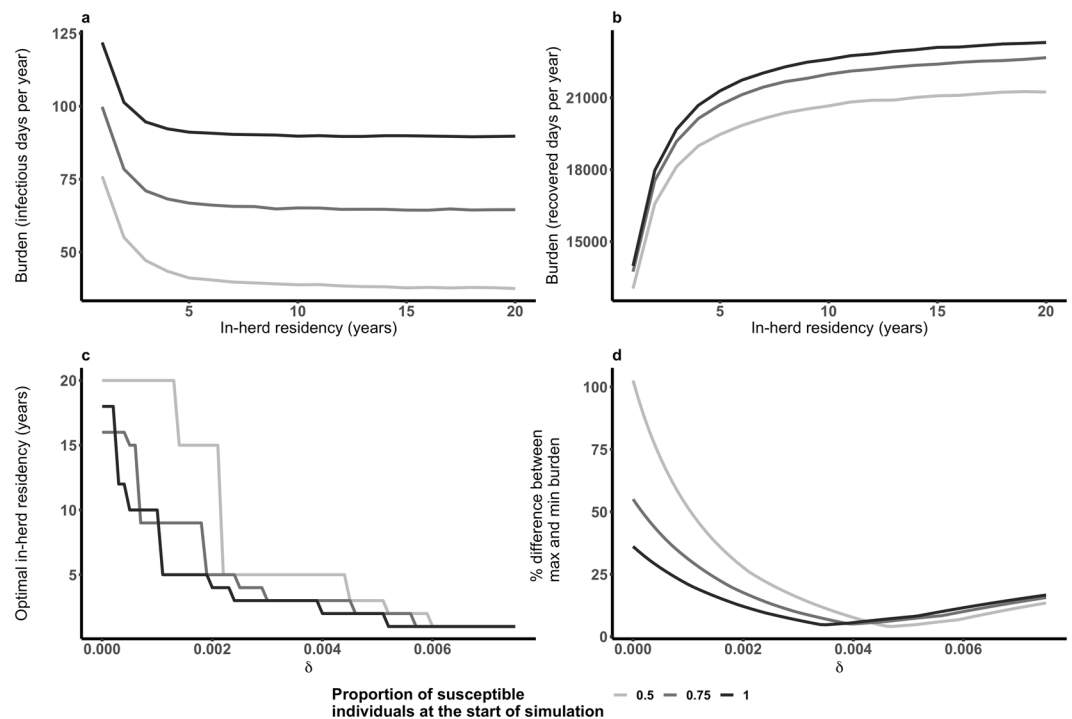 a
Burden (infectious days per year)
125
100
75
50
5
10
15
20
In-herd residency (years)
b
Burden (recovered days per year)
21000
18000
15000
5
10
15
20
In-herd residency (years)
c
Optimal in-herd residency (years)
20
15
10
5
0.000
0.002
0.004
0.006
δ
d
% difference between
max and min burden
100
75
50
25
0
0.000
0.002
0.004
0.006
δ
Proportion of susceptible
individuals at the start of simulation
0.5
0.75
1